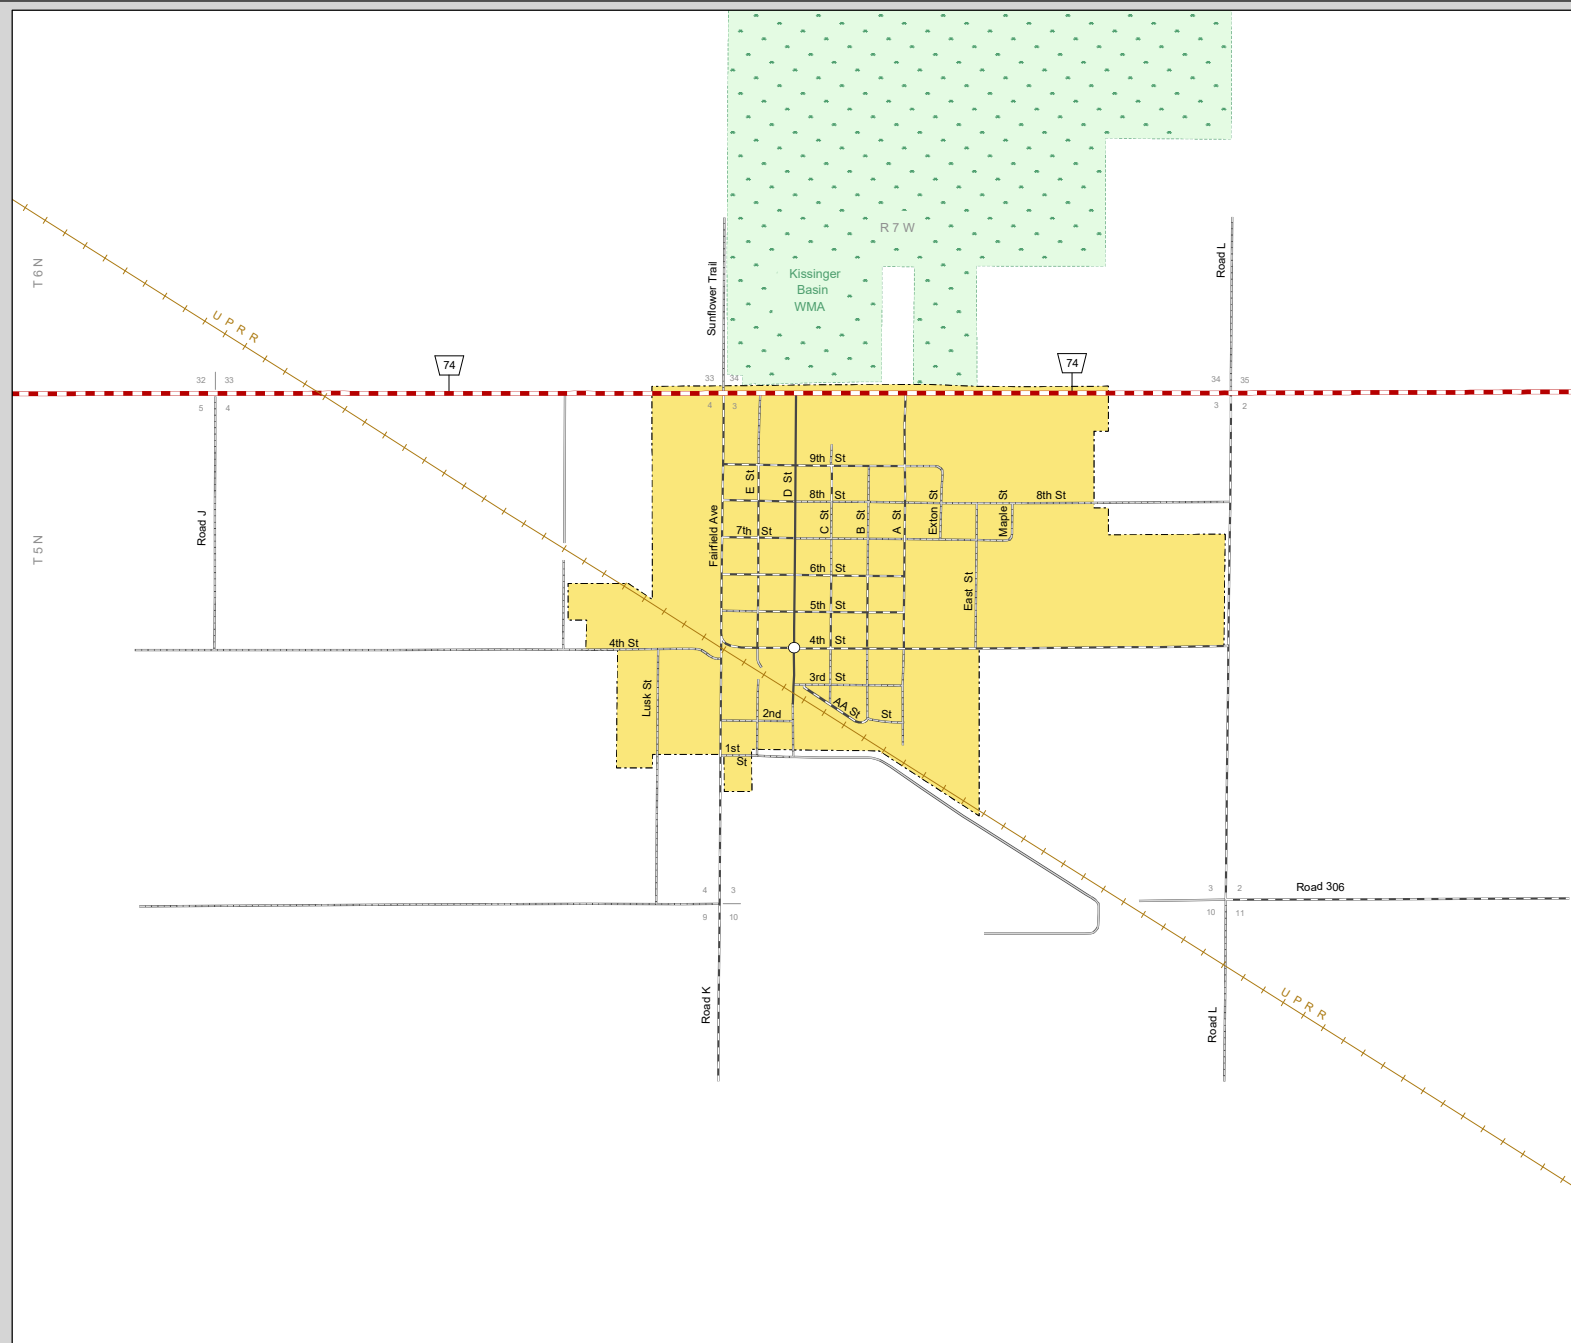 R 7 W
T 6 N
Sunflower Trail
Road L
Kissinger
Basin
WMA
U P R R
74
74
32 33
33 34
34 35
5 4
4 3
3 2
9th St
E St
D St
8th St
Exton St
Maple St
8th St
Road J
T 5 N
Fairfield Ave
7th St
C St
B St
A St
6th St
East St
5th St
4th St
4th St
3rd St
Lusk St
AA St
2nd St
1st St
4 3
9 10
3 2
10 11
Road 306
Road K
U P R R
Road L